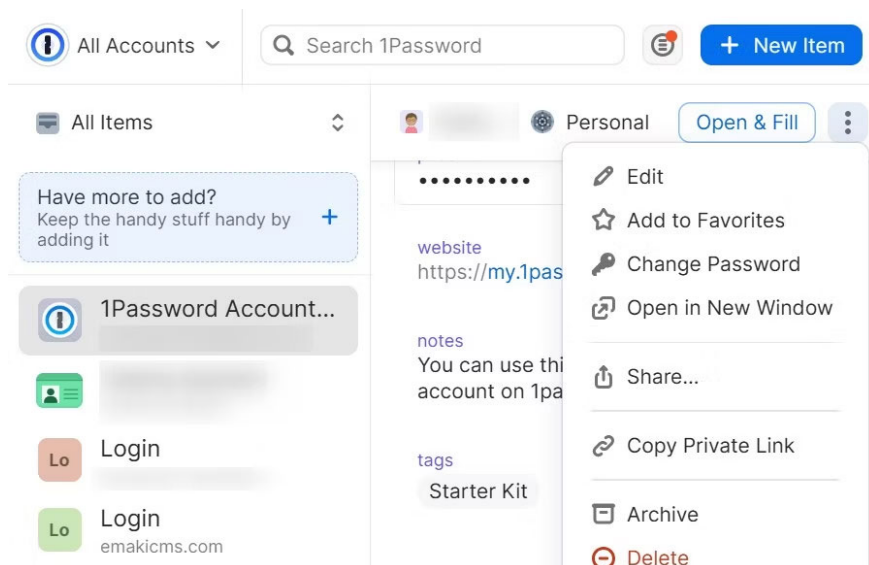 All Accounts
Search 1Password
+ New Item
All Items
Personal
Open & Fill
Have more to add?
Keep the handy stuff handy by
adding it
+
1Password Account...
Lo
Login
Lo
Login
emakicms.com
••••••••••
website
https://my.1pas
notes
You can use thi
account on 1pa
tags
Starter Kit
Edit
Add to Favorites
Change Password
Open in New Window
Share...
Copy Private Link
Archive
Delete